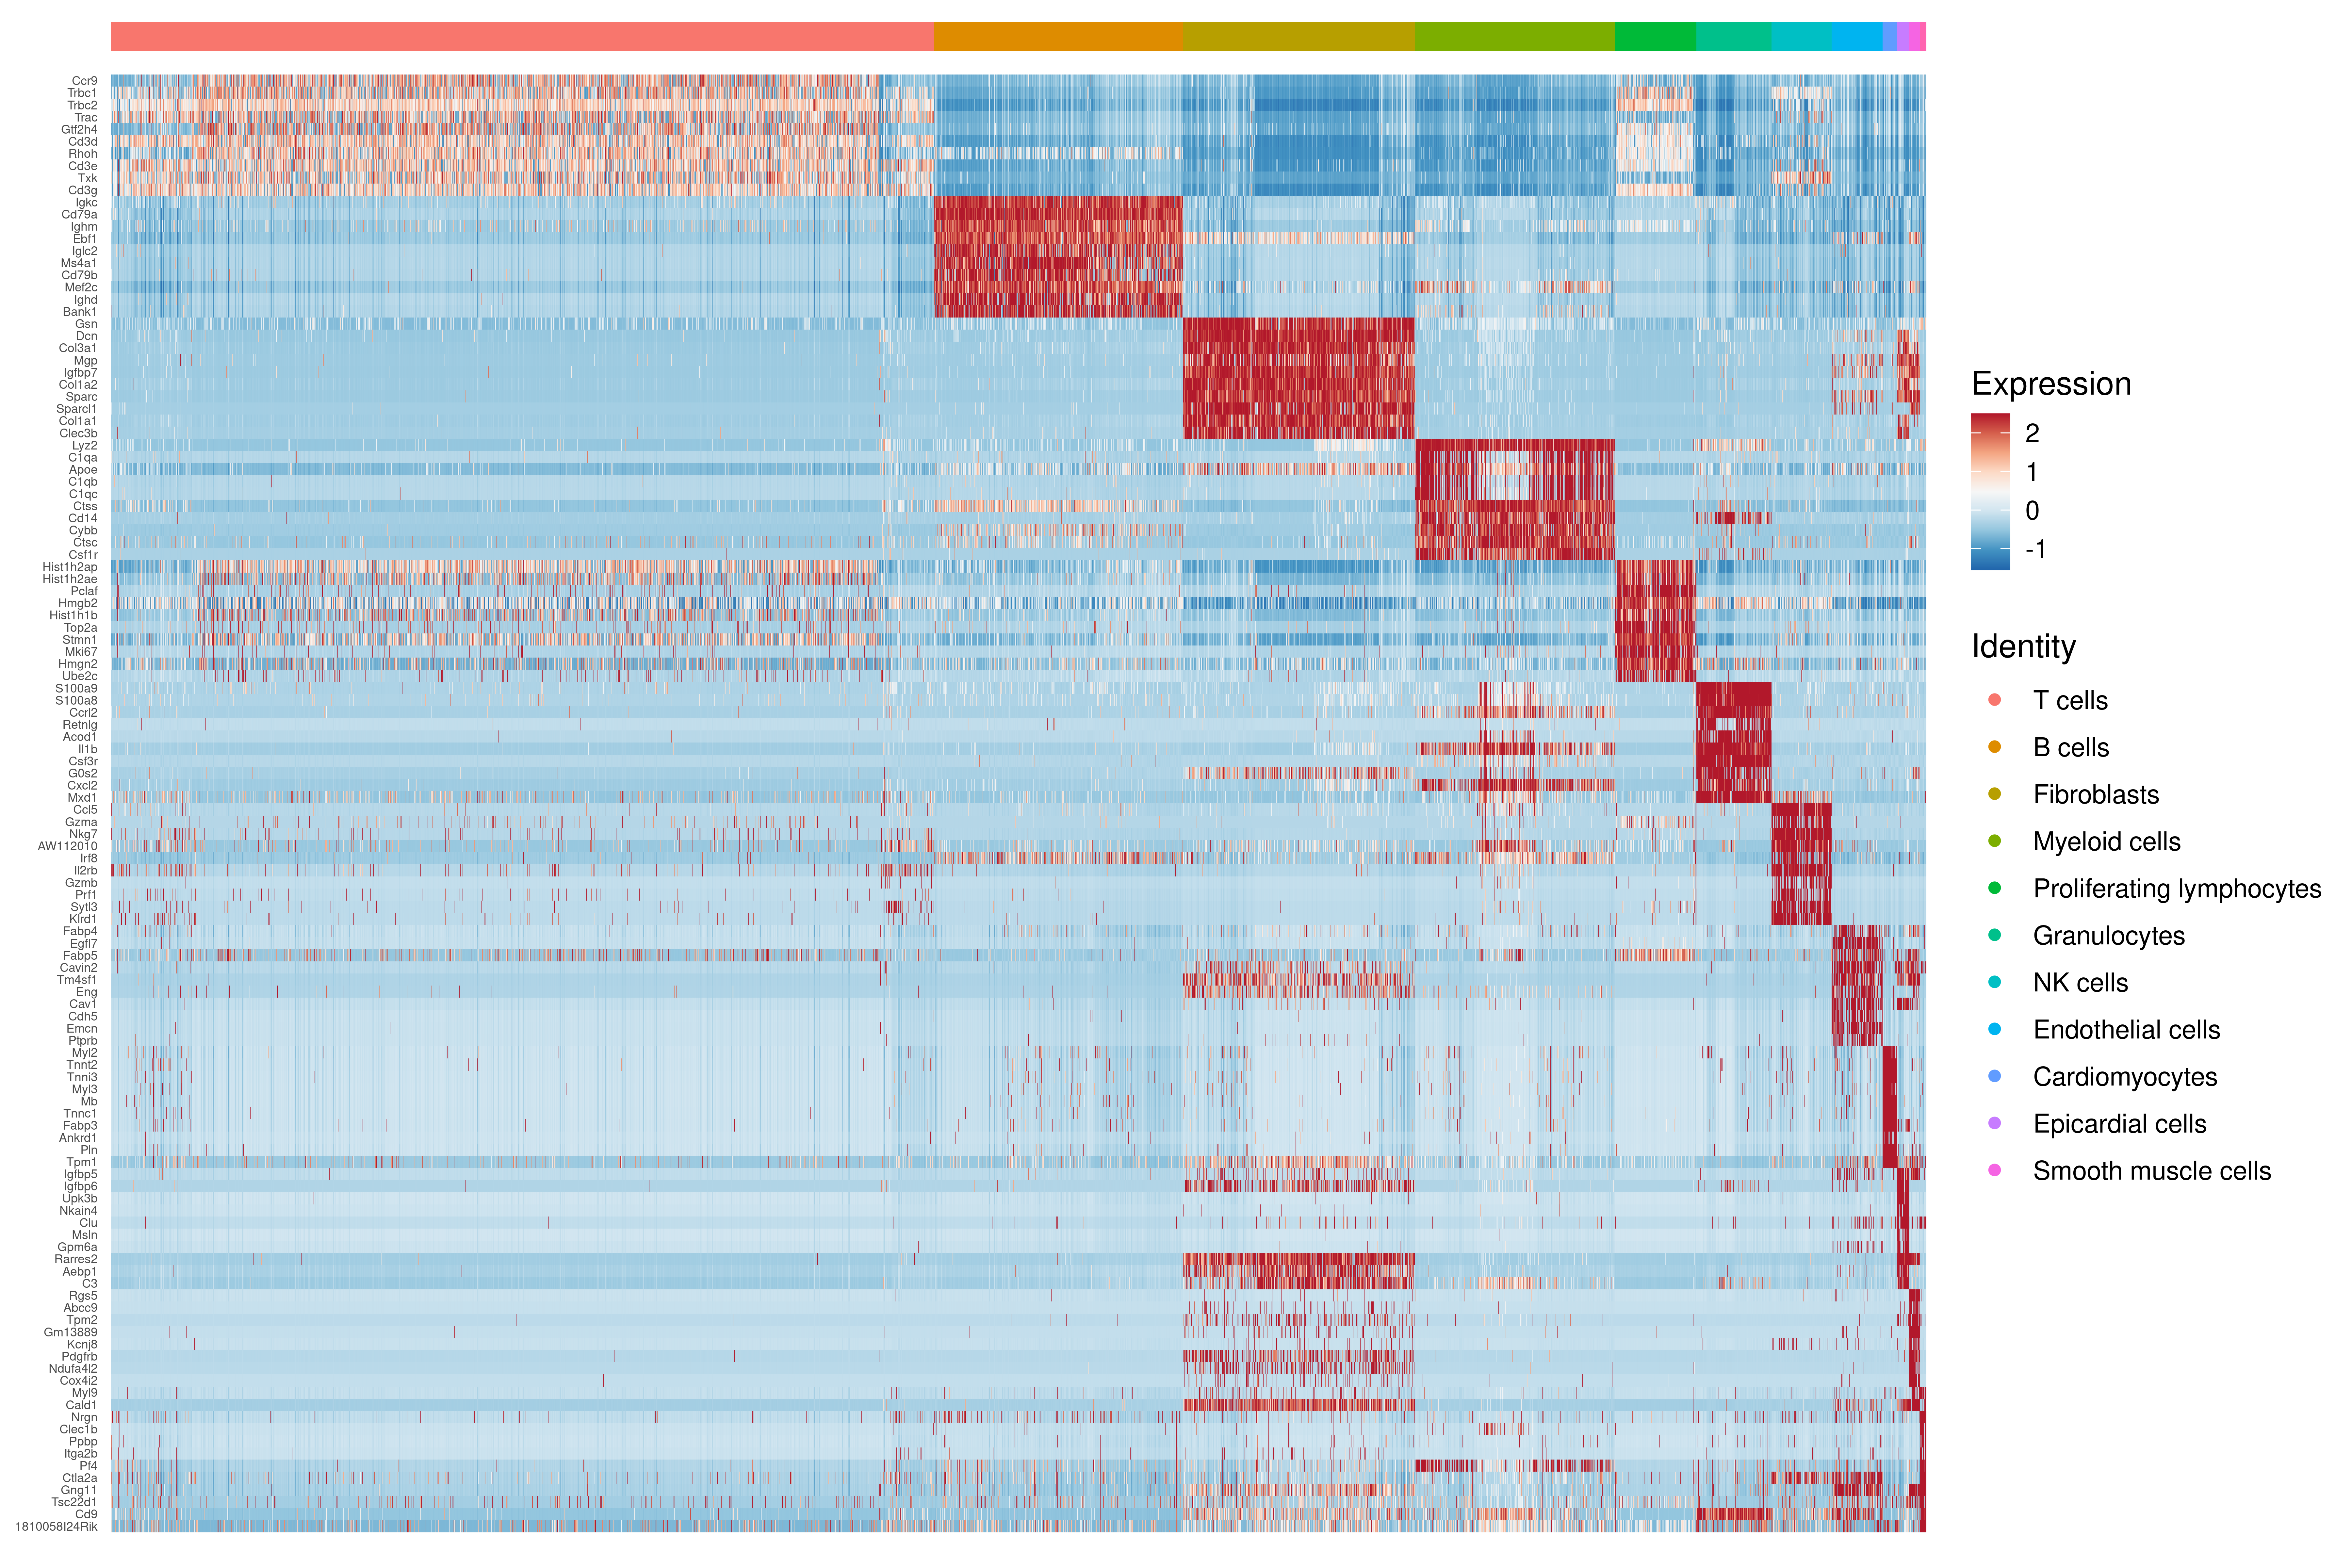 Ccr9
Trbc1
Trbc2
Trac
Gtf2h4
Cd3d
Rhoh
Cd3e
Txk
Cd3g
Igkc
Cd79a
Ighm
Ebf1
Iglc2
Ms4a1
Cd79b
Mef2c
Ighd
Bank1
Gsn
Dcn
Col3a1
Mgp
Igfbp7
Col1a2
Sparc
Sparcl1
Col1a1
Clec3b
Lyz2
C1qa
Apoe
C1qb
C1qc
Ctss
Cd14
Cybb
Ctsc
Csf1r
Hist1h2ap
Hist1h2ae
Pclaf
Hmgb2
Hist1h1b
Top2a
Stmn1
Mki67
Hmgn2
Ube2c
S100a9
S100a8
Ccrl2
Retnlg
Acod1
Il1b
Csf3r
G0s2
Cxcl2
Mxd1
Ccl5
Gzma
Nkg7
AW112010
Irf8
Il2rb
Gzmb
Prf1
Sytl3
Klrd1
Fabp4
Egfl7
Fabp5
Cavin2
Tm4sf1
Eng
Cav1
Cdh5
Emcn
Ptprb
Myl2
Tnnt2
Tnni3
Myl3
Mb
Tnnc1
Fabp3
Ankrd1
Pln
Tpm1
Igfbp5
Igfbp6
Upk3b
Nkain4
Clu
Msln
Gpm6a
Rarres2
Aebp1
C3
Rgs5
Abcc9
Tpm2
Gm13889
Kcnj8
Pdgfrb
Ndufa4l2
Cox4i2
Myl9
Cald1
Nrgn
Clec1b
Ppbp
Itga2b
Pf4
Ctla2a
Gng11
Tsc22d1
Cd9
1810058I24Rik
Expression
2
1
0
-1
Identity
T cells
B cells
Fibroblasts
Myeloid cells
Proliferating lymphocytes
Granulocytes
NK cells
Endothelial cells
Cardiomyocytes
Epicardial cells
Smooth muscle cells